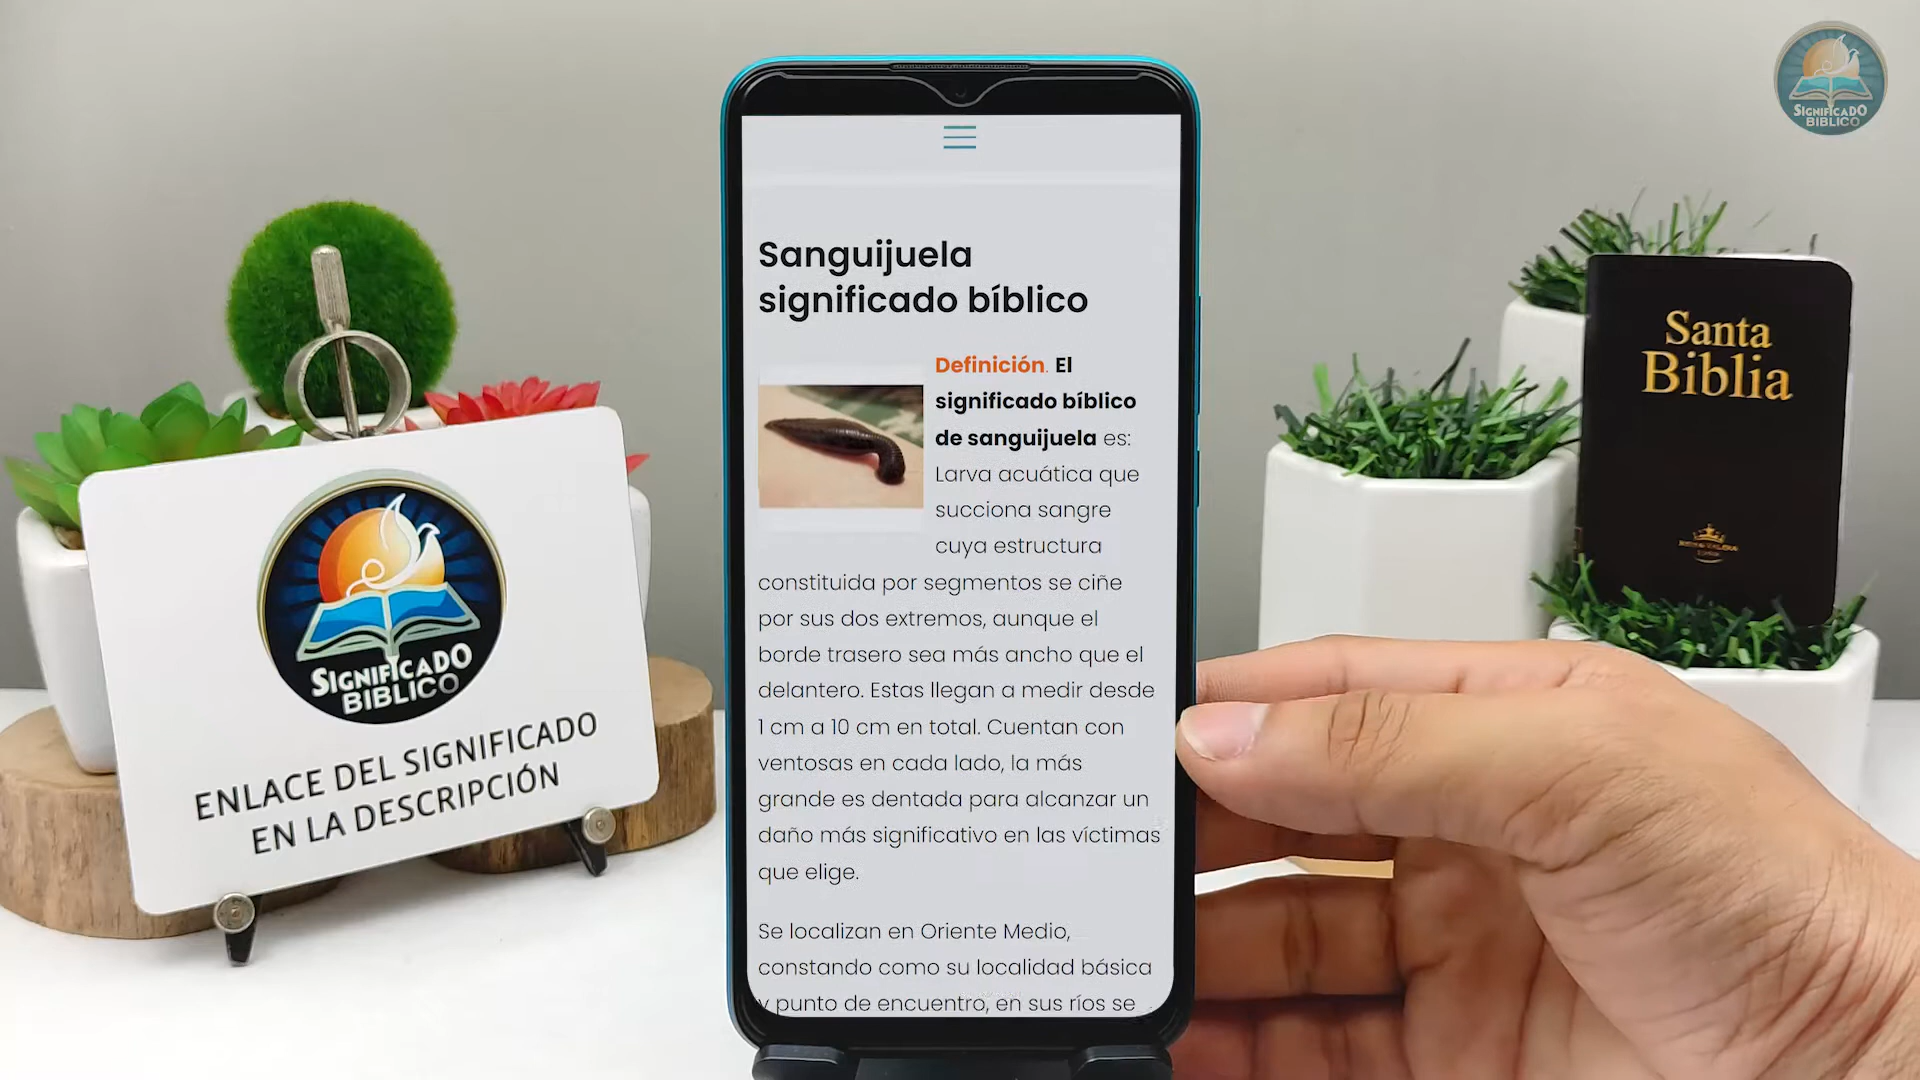 SIGNIFICADO
BIBLICO
Sanguijuela
significado bíblico
Definición. El
significado bíblico
de sanguijuela es:
Larva acuática que
succiona sangre
cuya estructura
constituida por segmentos se ciñe
por sus dos extremos, aunque el
borde trasero sea más ancho que el
delantero. Estas llegan a medir desde
1 cm a 10 cm en total. Cuentan con
ventosas en cada lado, la más
grande es dentada para alcanzar un
daño más significativo en las víctimas
que elige.
Se localizan en Oriente Medio,
constando como su localidad básica
y punto de encuentro, en sus ríos se
SIGNIFICADO
BIBLICO
ENLACE DEL SIGNIFICADO
EN LA DESCRIPCIÓN
Santa
Biblia